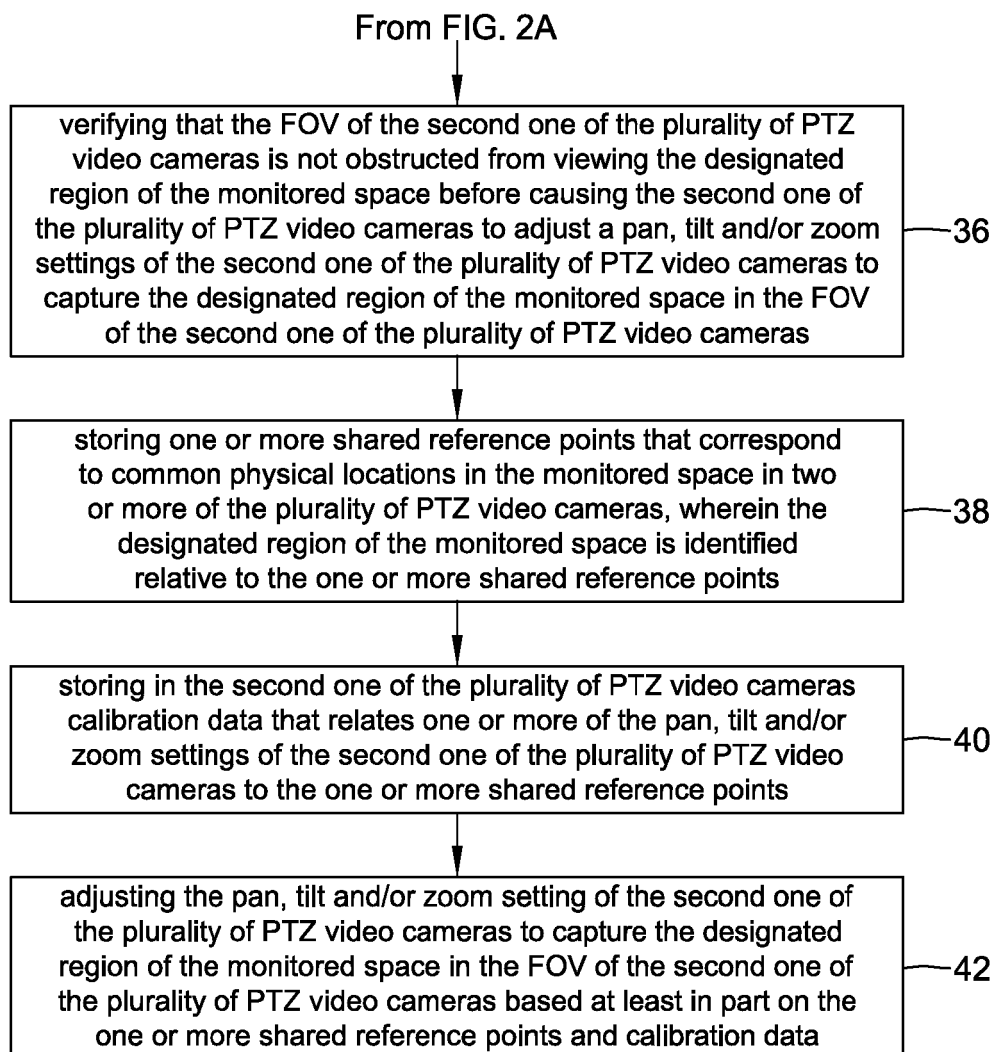 From FIG. 2A
verifying that the FOV of the second one of the plurality of PTZ
video cameras is not obstructed from viewing the designated
region of the monitored space before causing the second one of
the plurality of PTZ video cameras to adjust a pan, tilt and/or zoom
settings of the second one of the plurality of PTZ video cameras to
capture the designated region of the monitored space in the FOV
of the second one of the plurality of PTZ video cameras
36
storing one or more shared reference points that correspond
to common physical locations in the monitored space in two
or more of the plurality of PTZ video cameras, wherein the
designated region of the monitored space is identified
relative to the one or more shared reference points
38
storing in the second one of the plurality of PTZ video cameras
calibration data that relates one or more of the pan, tilt and/or
zoom settings of the second one of the plurality of PTZ video
cameras to the one or more shared reference points
40
adjusting the pan, tilt and/or zoom setting of the second one of
the plurality of PTZ video cameras to capture the designated
region of the monitored space in the FOV of the second one of
the plurality of PTZ video cameras based at least in part on the
one or more shared reference points and calibration data
42